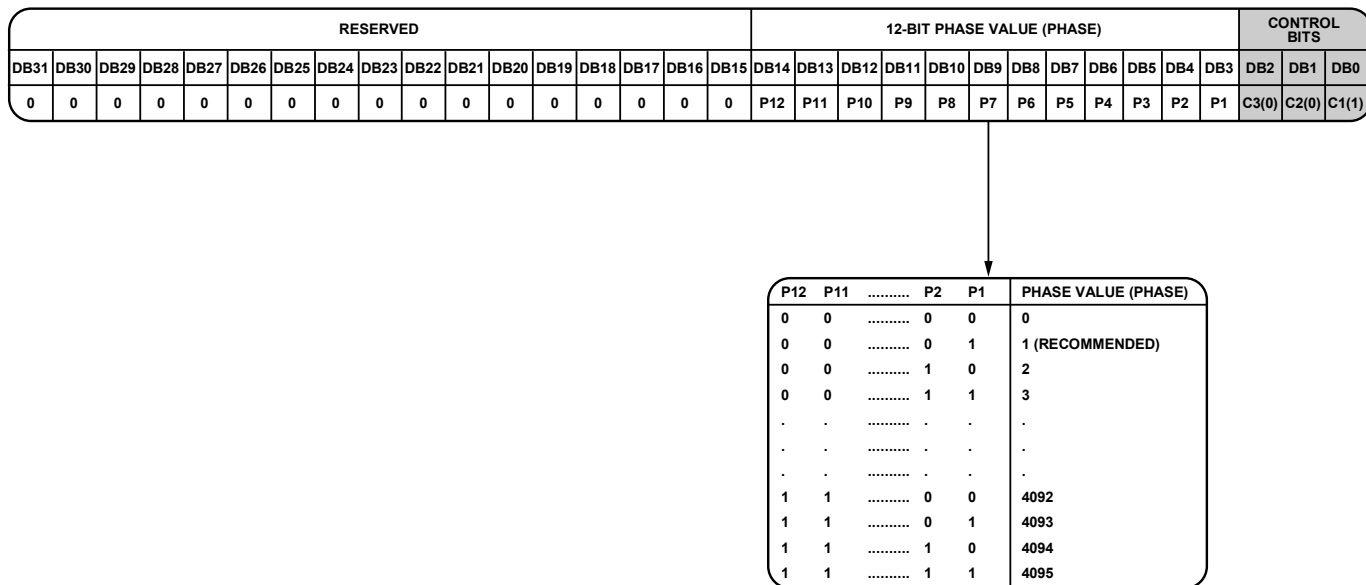 RESERVED 12-BIT PHASE VALUE (PHASE) CONTROL BITS
DB31 DB30 DB29 DB28 DB27 DB26 DB25 DB24 DB23 DB22 DB21 DB20 DB19 DB18 DB17 DB16 DB15 DB14 DB13 DB12 DB11 DB10 DB9 DB8 DB7 DB6 DB5 DB4 DB3 DB2 DB1 DB0
0 0 0 0 0 0 0 0 0 0 0 0 0 0 0 0 0 P12 P11 P10 P9 P8 P7 P6 P5 P4 P3 P2 P1 C3(0) C2(0) C1(1)
P12 P11 .......... P2 P1 PHASE VALUE (PHASE)
0 0 .......... 0 0 0
0 0 .......... 0 1 1 (RECOMMENDED)
0 0 .......... 1 0 2
0 0 .......... 1 1 3
. . .......... . . .
. . .......... . . .
. . .......... . . .
1 1 .......... 0 0 4092
1 1 .......... 0 1 4093
1 1 .......... 1 0 4094
1 1 .......... 1 1 4095